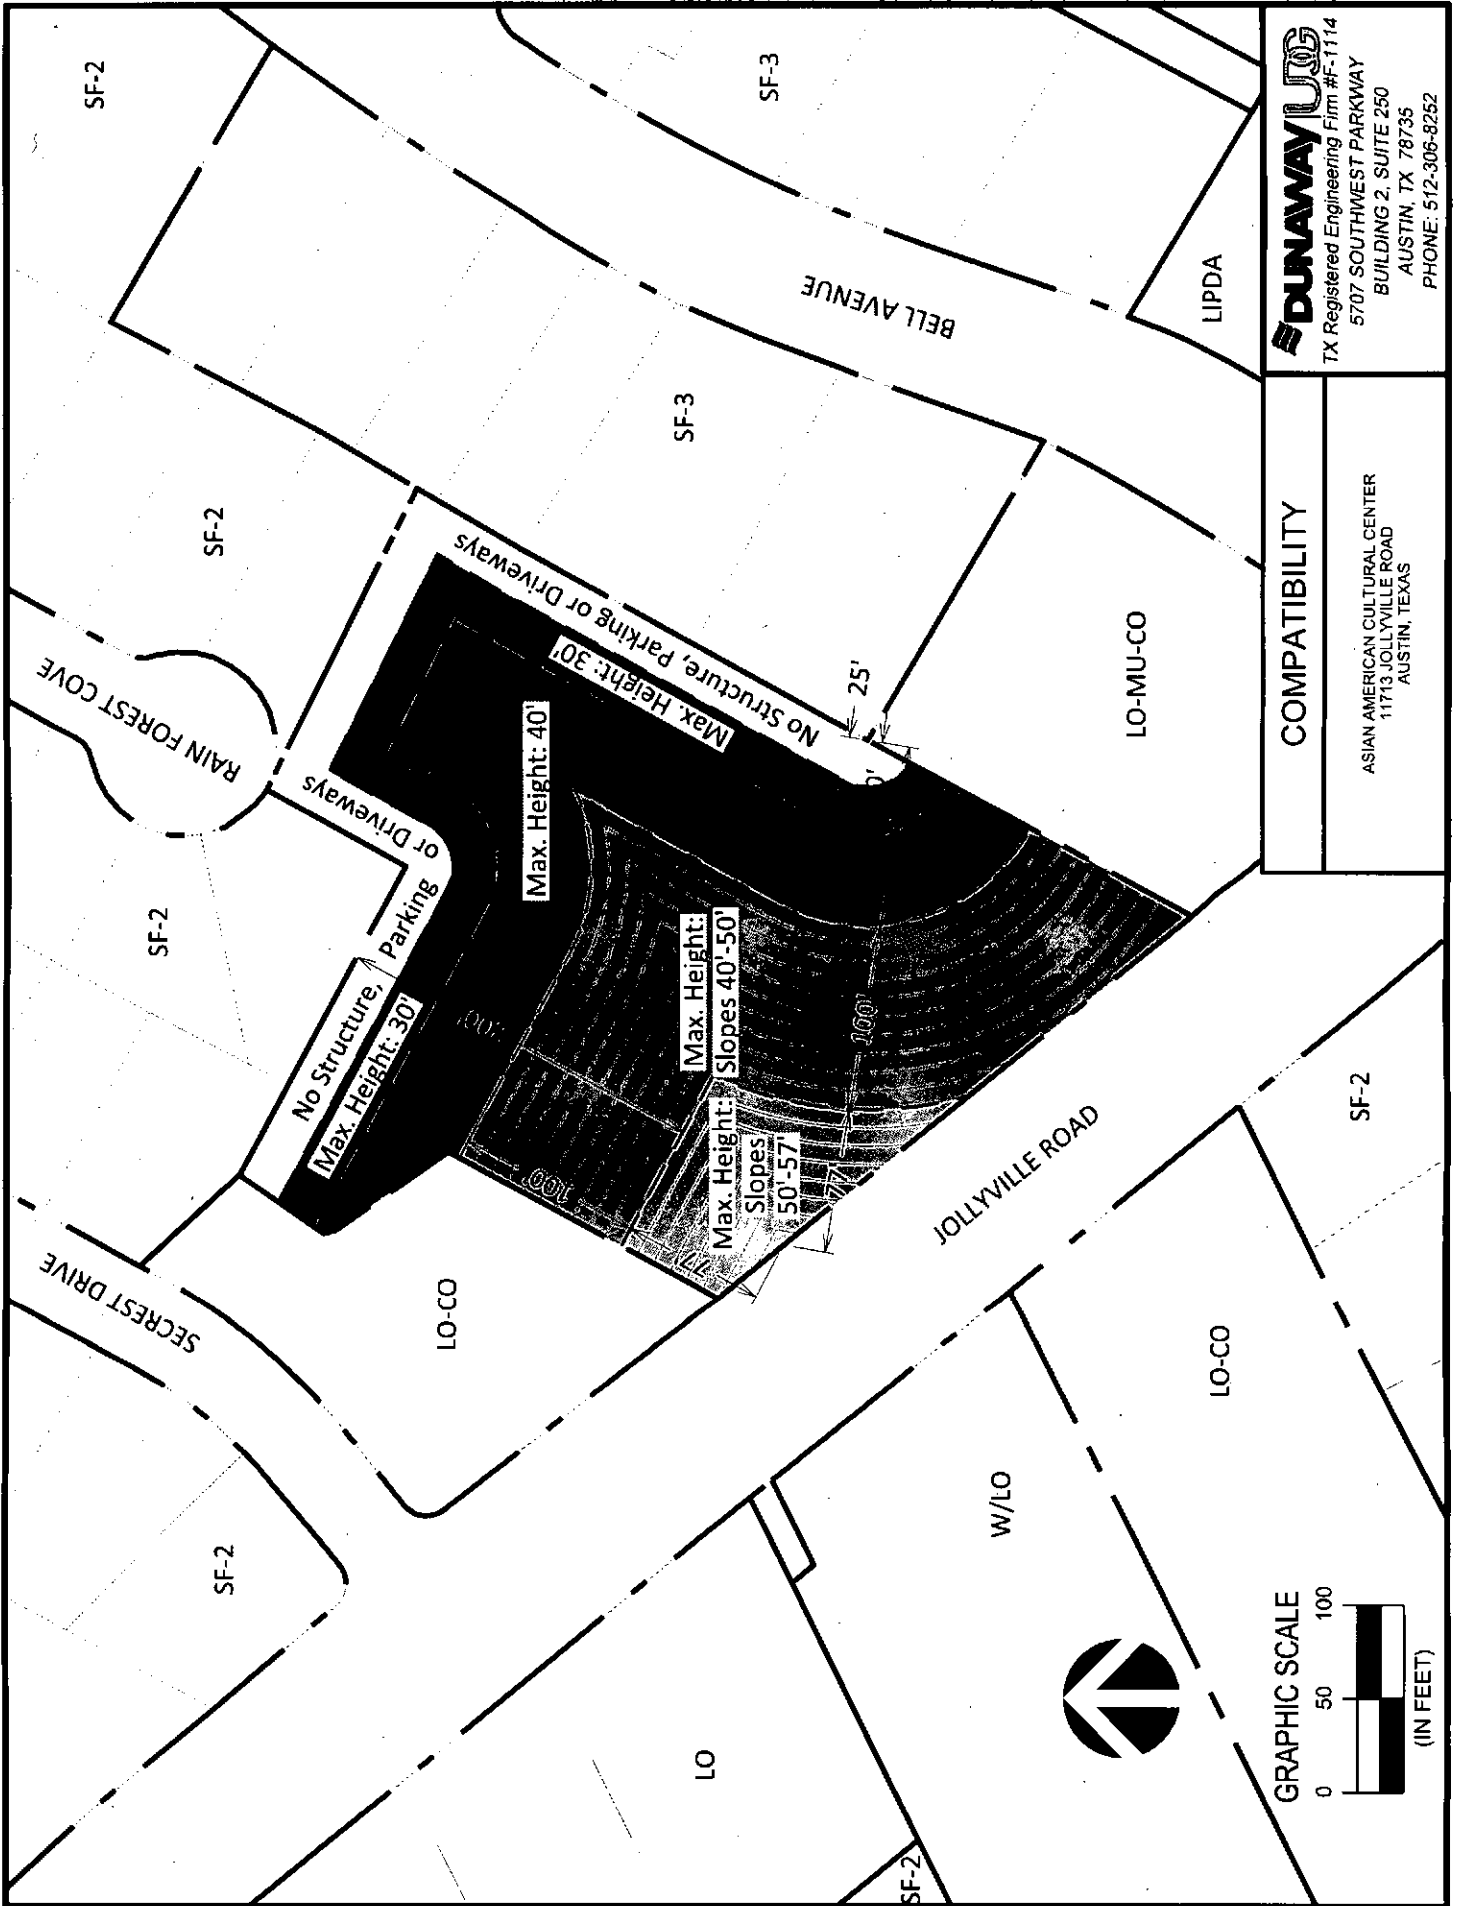 SF-2
SF-3
SF-2
RAIN FOREST COVE
SF-2
SECREST DRIVE
SF-2
SF-3
BELL AVENUE
LIPDA
LO-MU-CO
No Structure, Parking or Driveways
Max. Height: 30'
25'
Max. Height: 40'
No Structure, Parking or Driveways
Max. Height: 30'
Max. Height:
Slopes 40'-50'
100'
Max. Height:
Slopes
50'-57'
100'
77'
77'
LO-CO
JOLLYVILLE ROAD
SF-2
LO-CO
W/LO
LO
SF-2
GRAPHIC SCALE
0 50 100
(IN FEET)
COMPATIBILITY
ASIAN AMERICAN CULTURAL CENTER
11713 JOLLYVILLE ROAD
AUSTIN, TEXAS
DUNAWAY UDG
TX Registered Engineering Firm #F-1114
5707 SOUTHWEST PARKWAY
BUILDING 2, SUITE 250
AUSTIN, TX 78735
PHONE: 512-306-8252